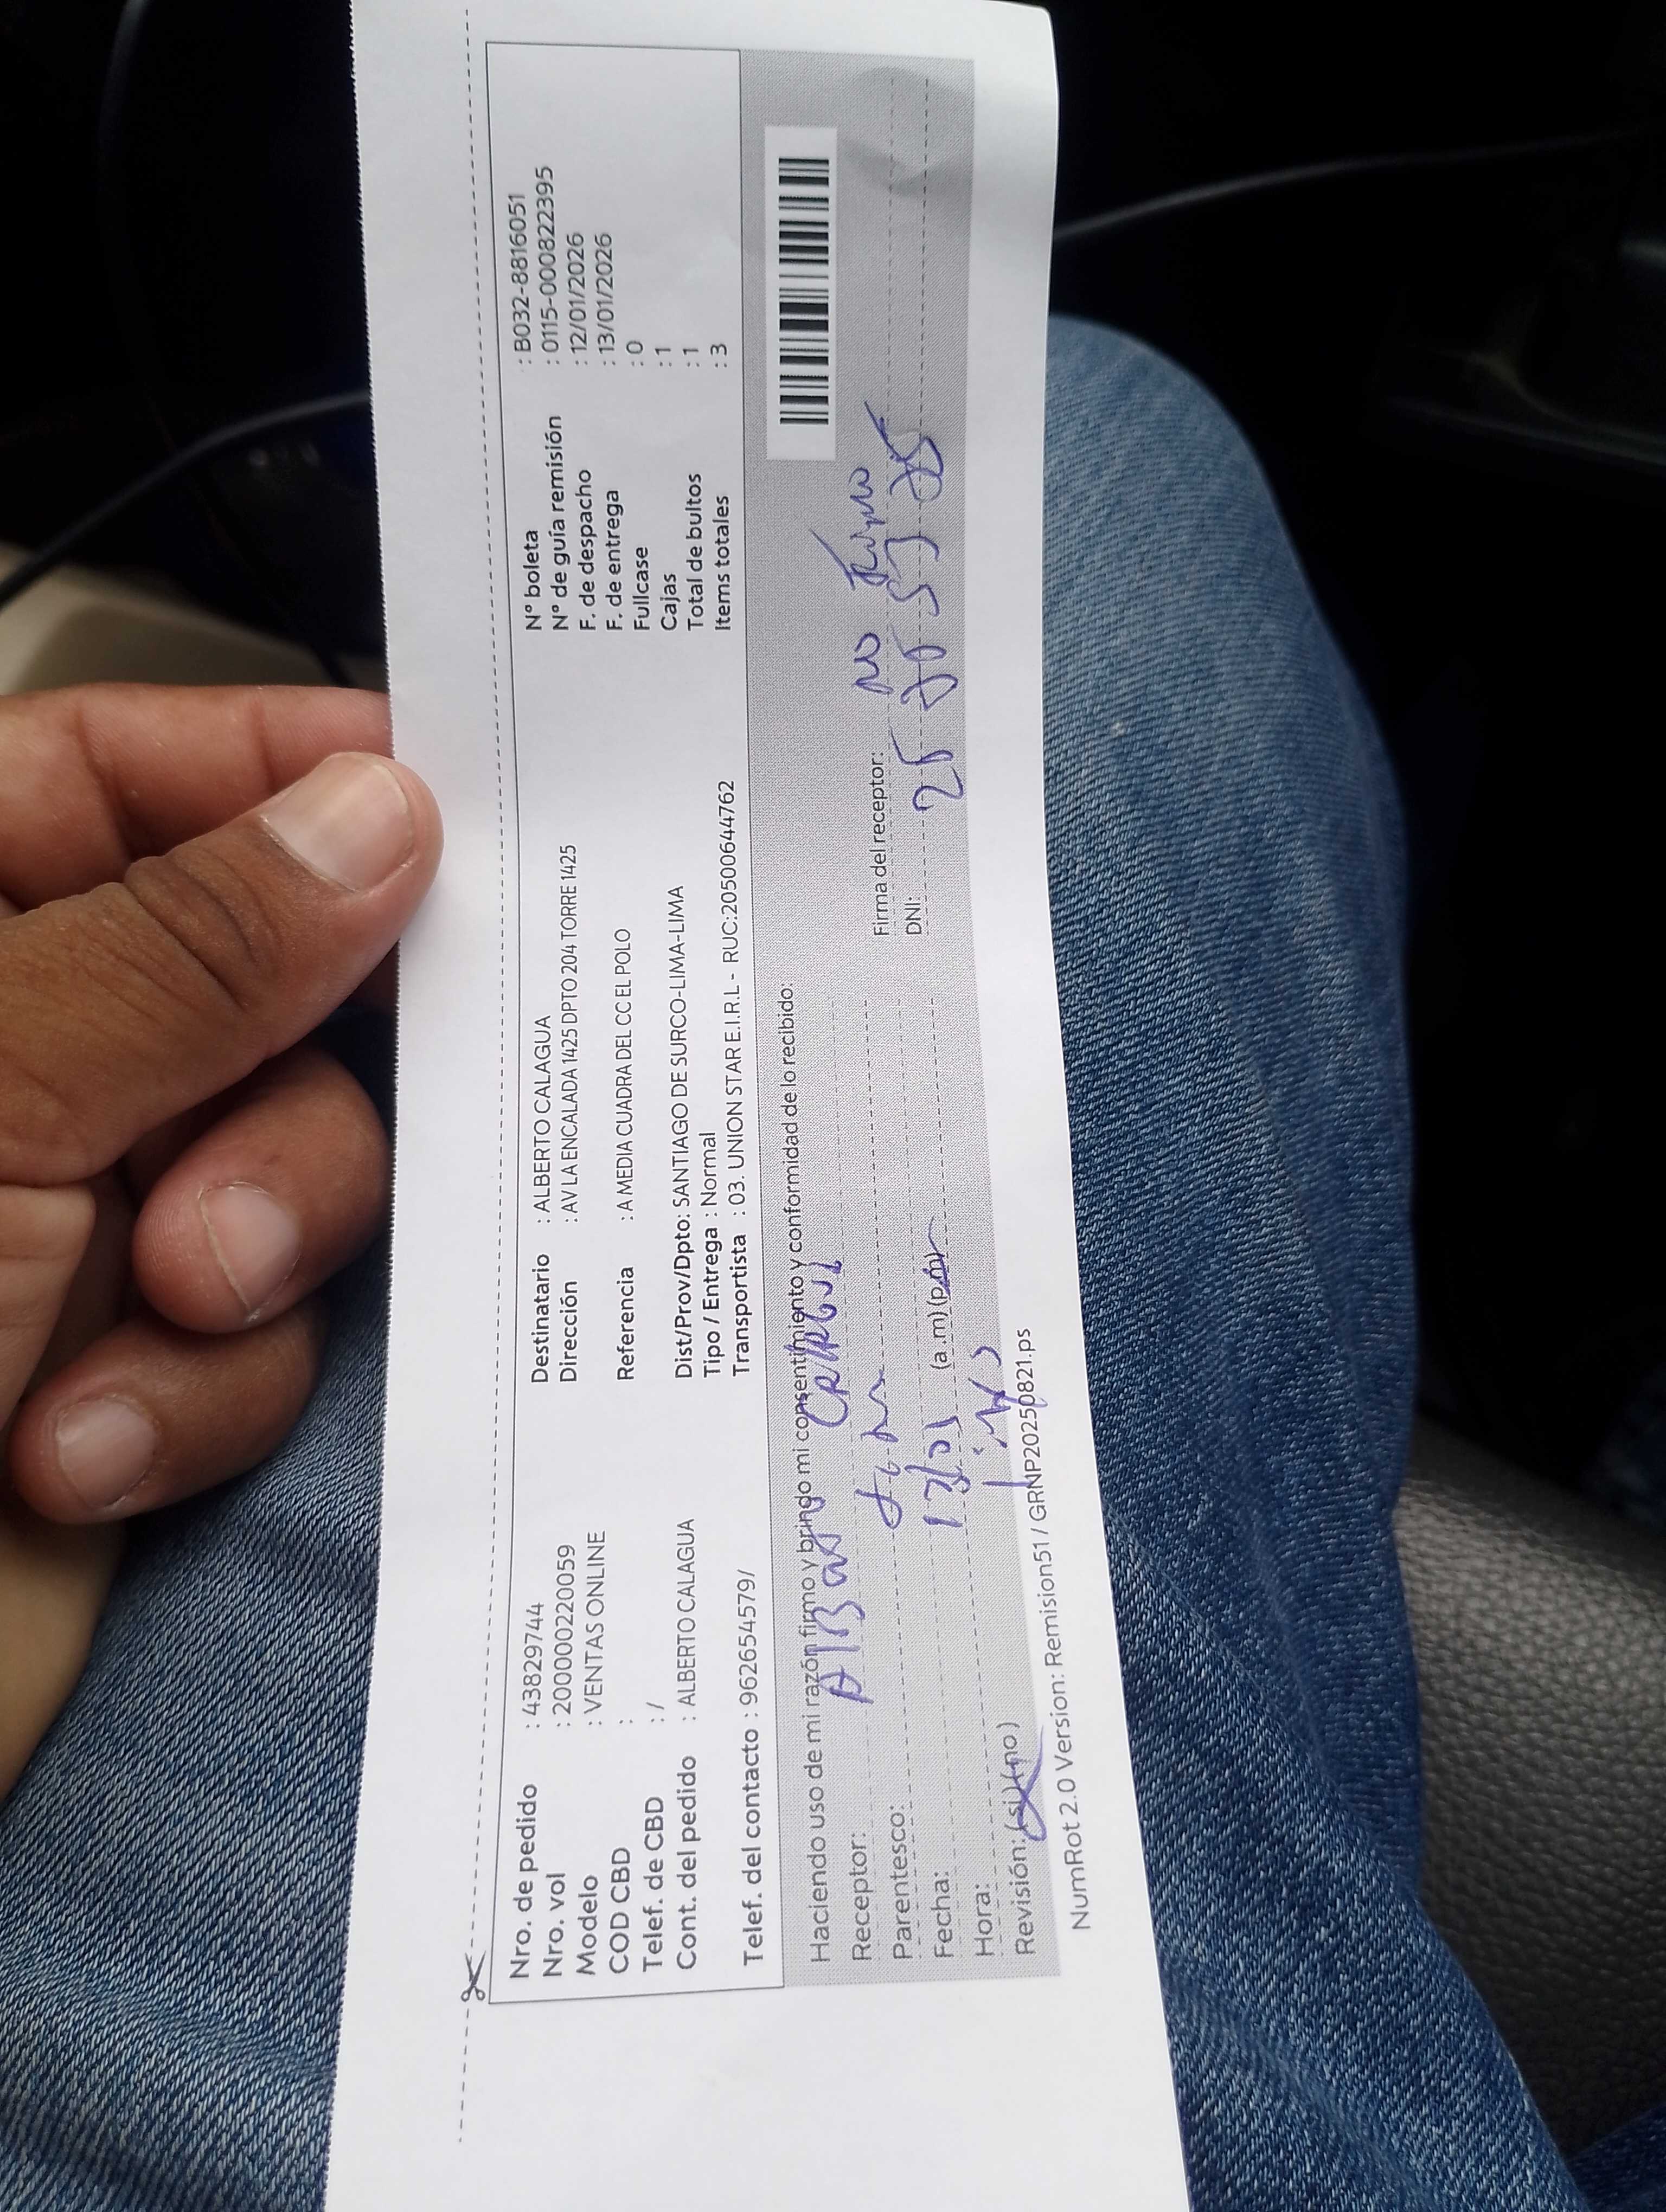 Nro. de pedido : 43829744
Nro. vol : 200000220059
Modelo : VENTAS ONLINE
COD CBD :
Telef. de CBD : /
Cont. del pedido : ALBERTO CALAGUA
Telef. del contacto : 962654579/
Destinatario : ALBERTO CALAGUA
Dirección : AV LA ENCALADA 1425 DPTO 204 TORRE 1425
Referencia : A MEDIA CUADRA DEL CC EL POLO
Dist/Prov/Dpto: SANTIAGO DE SURCO-LIMA-LIMA
Tipo / Entrega : Normal
Transportista : 03. UNION STAR E.I.R.L - RUC:20500644762
N° boleta : B032-8816051
N° de guía remisión : 0115-000822395
F. de despacho : 12/01/2026
F. de entrega : 13/01/2026
Fullcase : 0
Cajas : 1
Total de bultos : 1
Items totales : 3
Haciendo uso de mi razón firmo y bringo mi consentimiento y conformidad de lo recibido:
Receptor:
Parentesco:
Fecha: 13/01
Hora: (a.m) (p.m)
Revisión: (si) (no)
Firma del receptor: no firmo
DNI:
NumRot 2.0 Version: Remision51 / GRNP20250821.ps